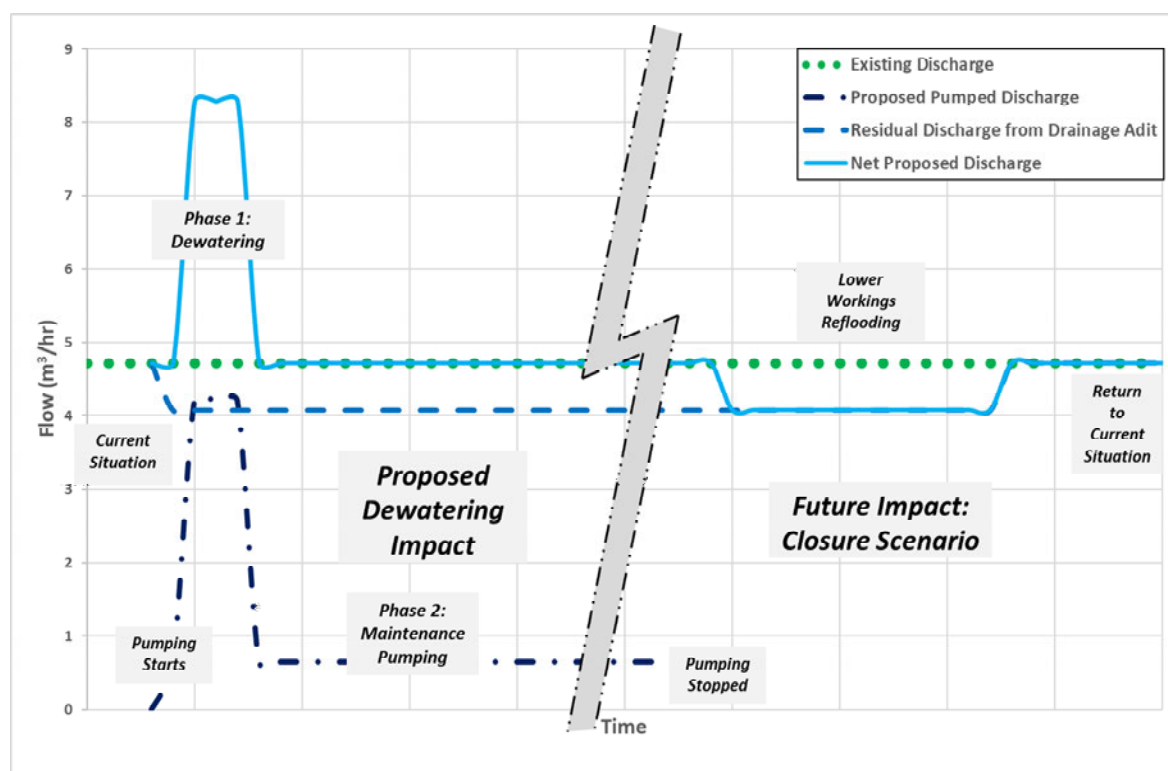 9
8
7
6
5
4
3
2
1
0
Flow (m³/hr)
Time
Existing Discharge
Proposed Pumped Discharge
Residual Discharge from Drainage Adit
Net Proposed Discharge
Phase 1:
Dewatering
Current
Situation
Pumping
Starts
Proposed
Dewatering
Impact
Phase 2:
Maintenance
Pumping
Pumping
Stopped
Lower
Workings
Reflooding
Future Impact:
Closure Scenario
Return
to
Current
Situation